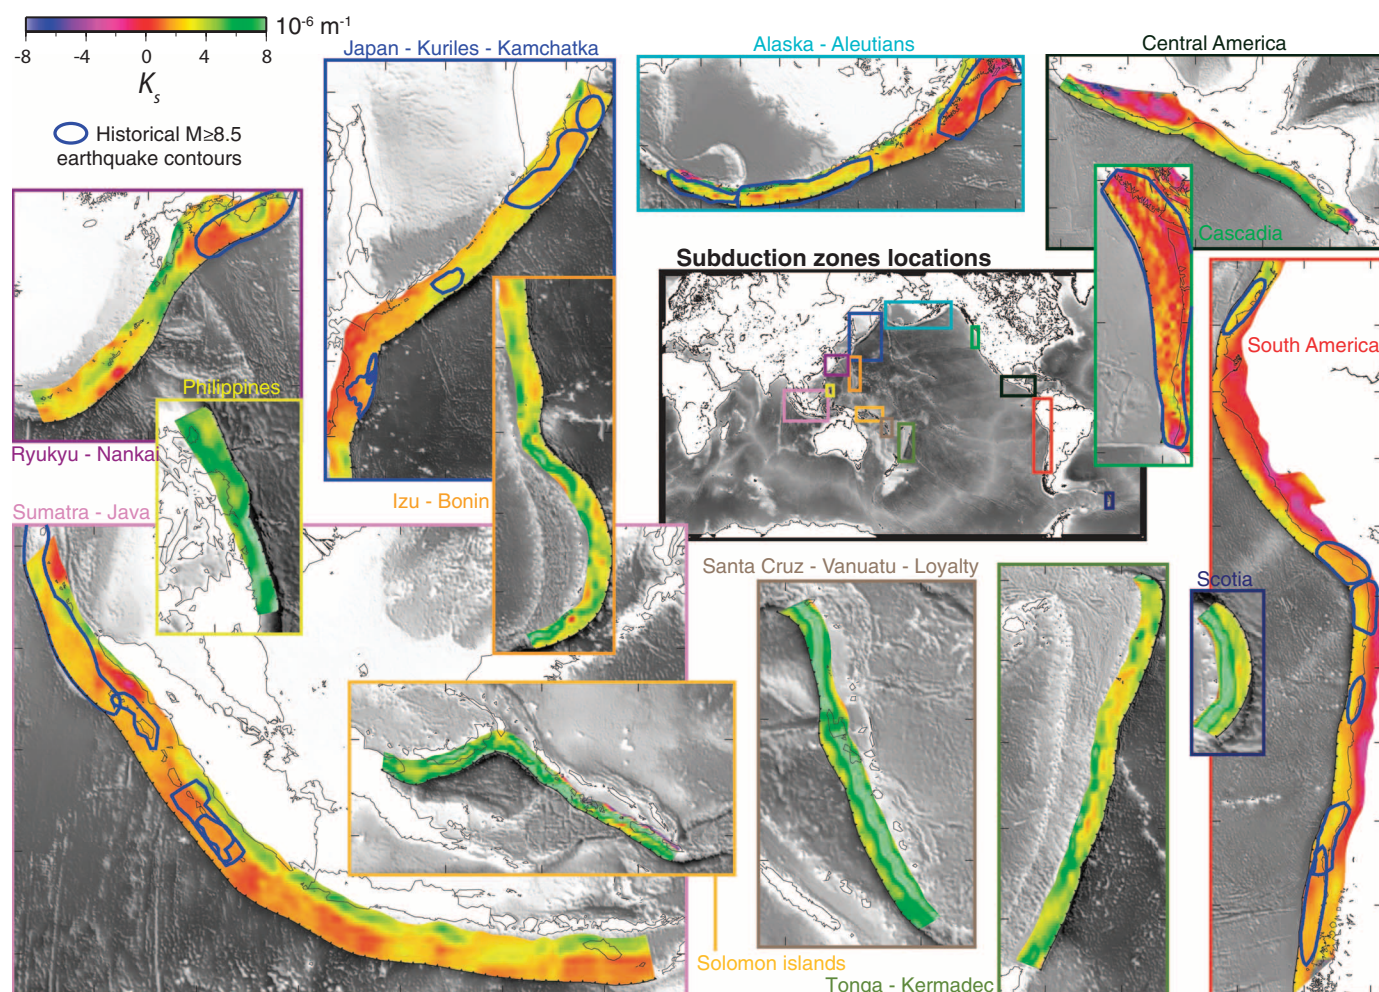 10⁻⁶ m⁻¹
-8 -4 0 4 8
Kₛ
Historical M≥8.5
earthquake contours
Japan - Kuriles - Kamchatka
Alaska - Aleutians
Central America
Cascadia
Subduction zones locations
South America
Philippines
Ryukyu - Nankai
Izu - Bonin
Sumatra - Java
Santa Cruz - Vanuatu - Loyalty
Scotia
Solomon islands
Tonga - Kermadec